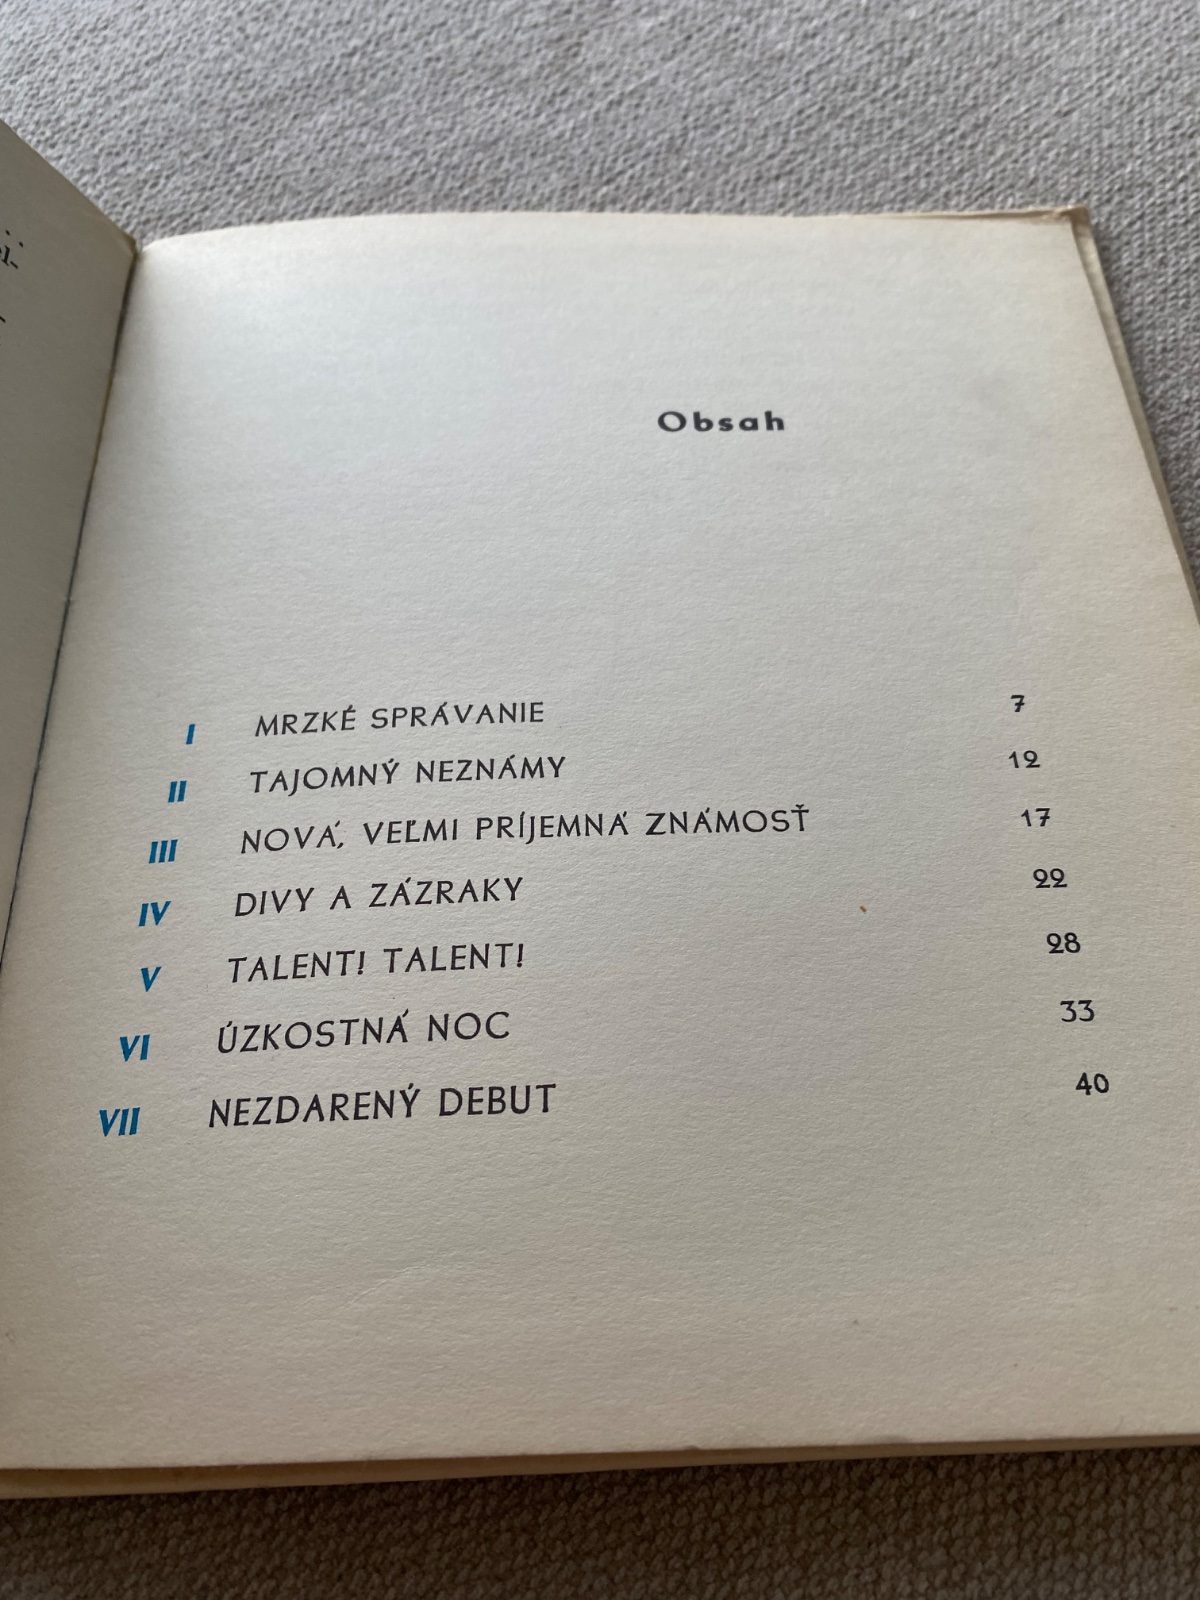 Obsah
I MRZKÉ SPRÁVANIE 7
II TAJOMNÝ NEZNÁMY 12
III NOVÁ, VEĽMI PRÍJEMNÁ ZNÁMOSŤ 17
IV DIVY A ZÁZRAKY 22
V TALENT! TALENT! 28
VI ÚZKOSTNÁ NOC 33
VII NEZDARENÝ DEBUT 40